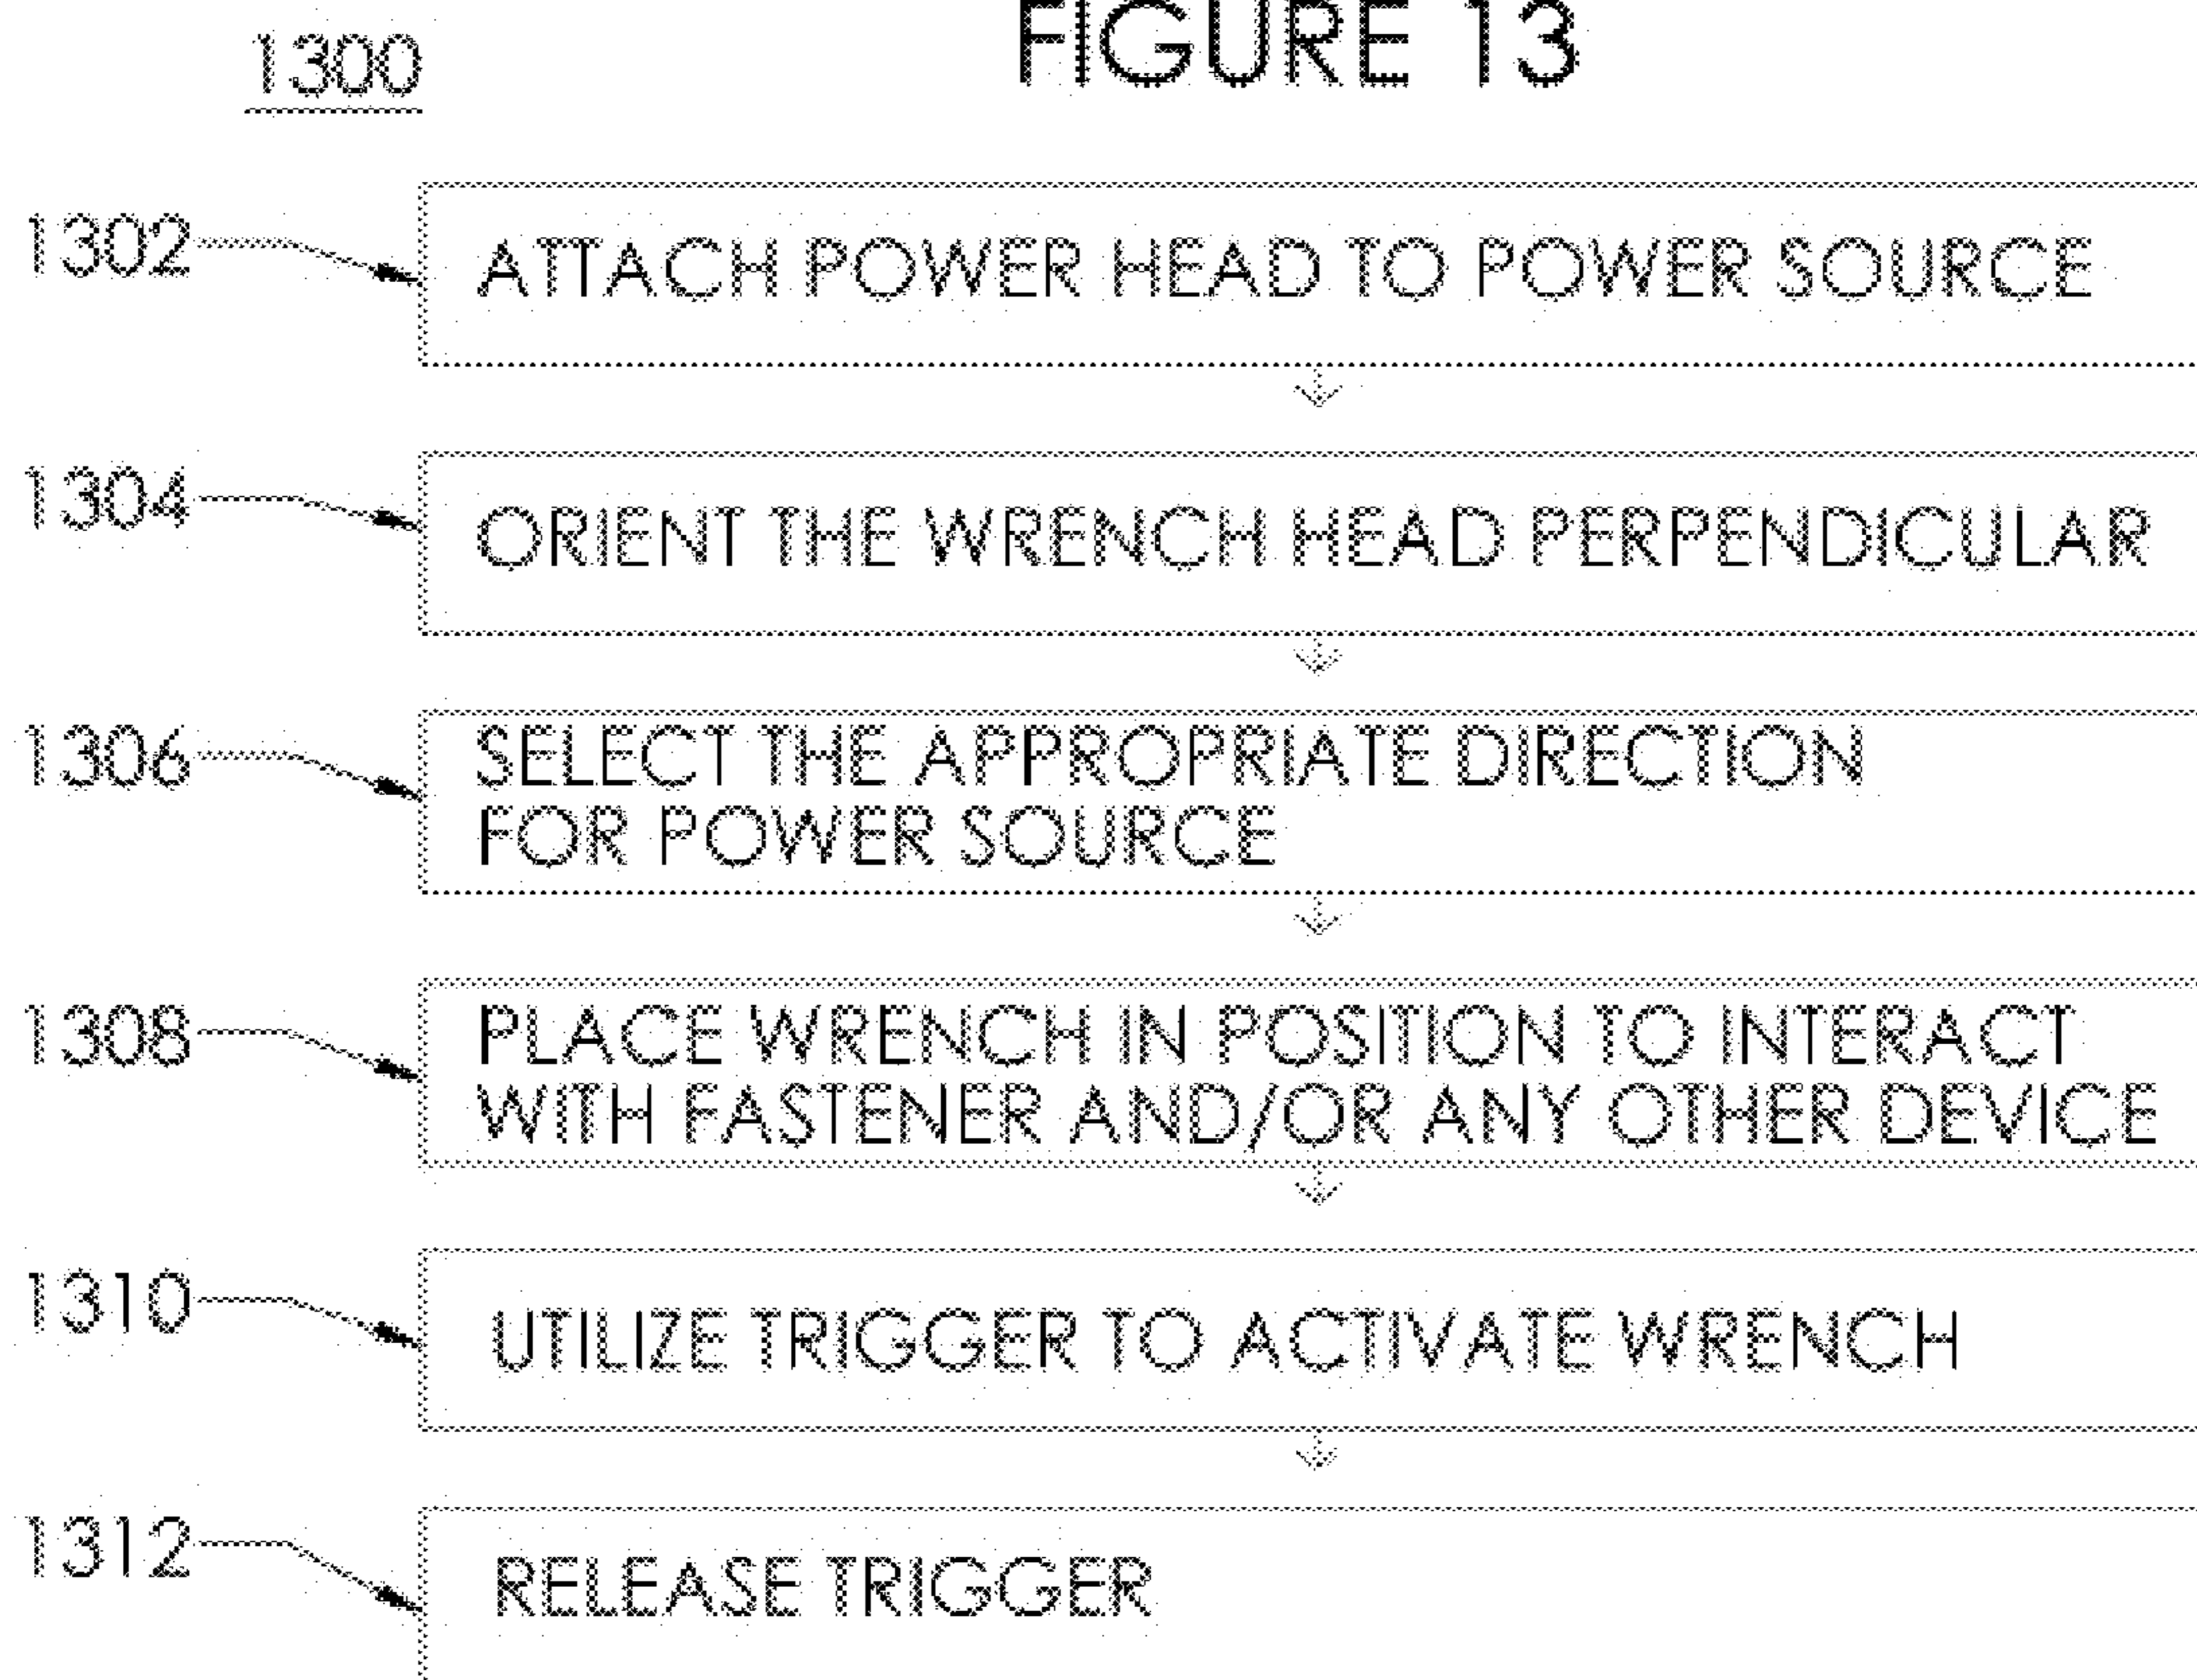 FIGURE 13
1300
1302
ATTACH POWER HEAD TO POWER SOURCE
1304
ORIENT THE WRENCH HEAD PERPENDICULAR
1306
SELECT THE APPROPRIATE DIRECTION
FOR POWER SOURCE
1308
PLACE WRENCH IN POSITION TO INTERACT
WITH FASTENER AND/OR ANY OTHER DEVICE
1310
UTILIZE TRIGGER TO ACTIVATE WRENCH
1312
RELEASE TRIGGER